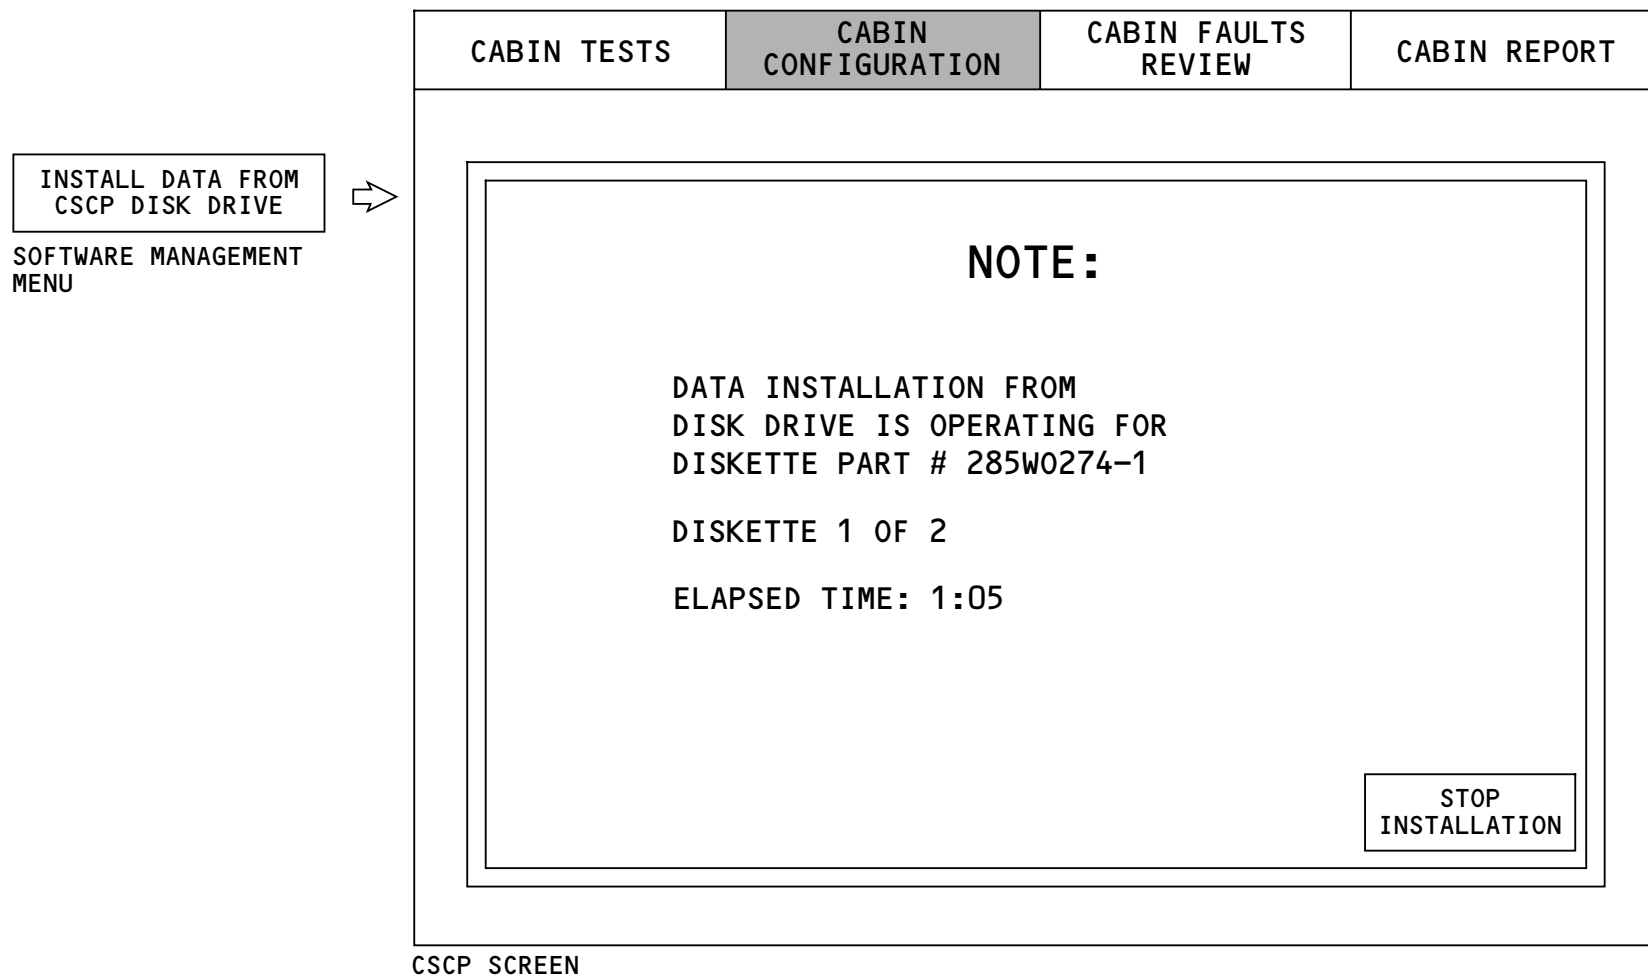 CABIN TESTS
CABIN
CONFIGURATION
CABIN FAULTS
REVIEW
CABIN REPORT
INSTALL DATA FROM
CSCP DISK DRIVE
SOFTWARE MANAGEMENT
MENU
NOTE:
DATA INSTALLATION FROM
DISK DRIVE IS OPERATING FOR
DISKETTE PART # 285W0274-1
DISKETTE 1 OF 2
ELAPSED TIME: 1:05
STOP
INSTALLATION
CSCP SCREEN